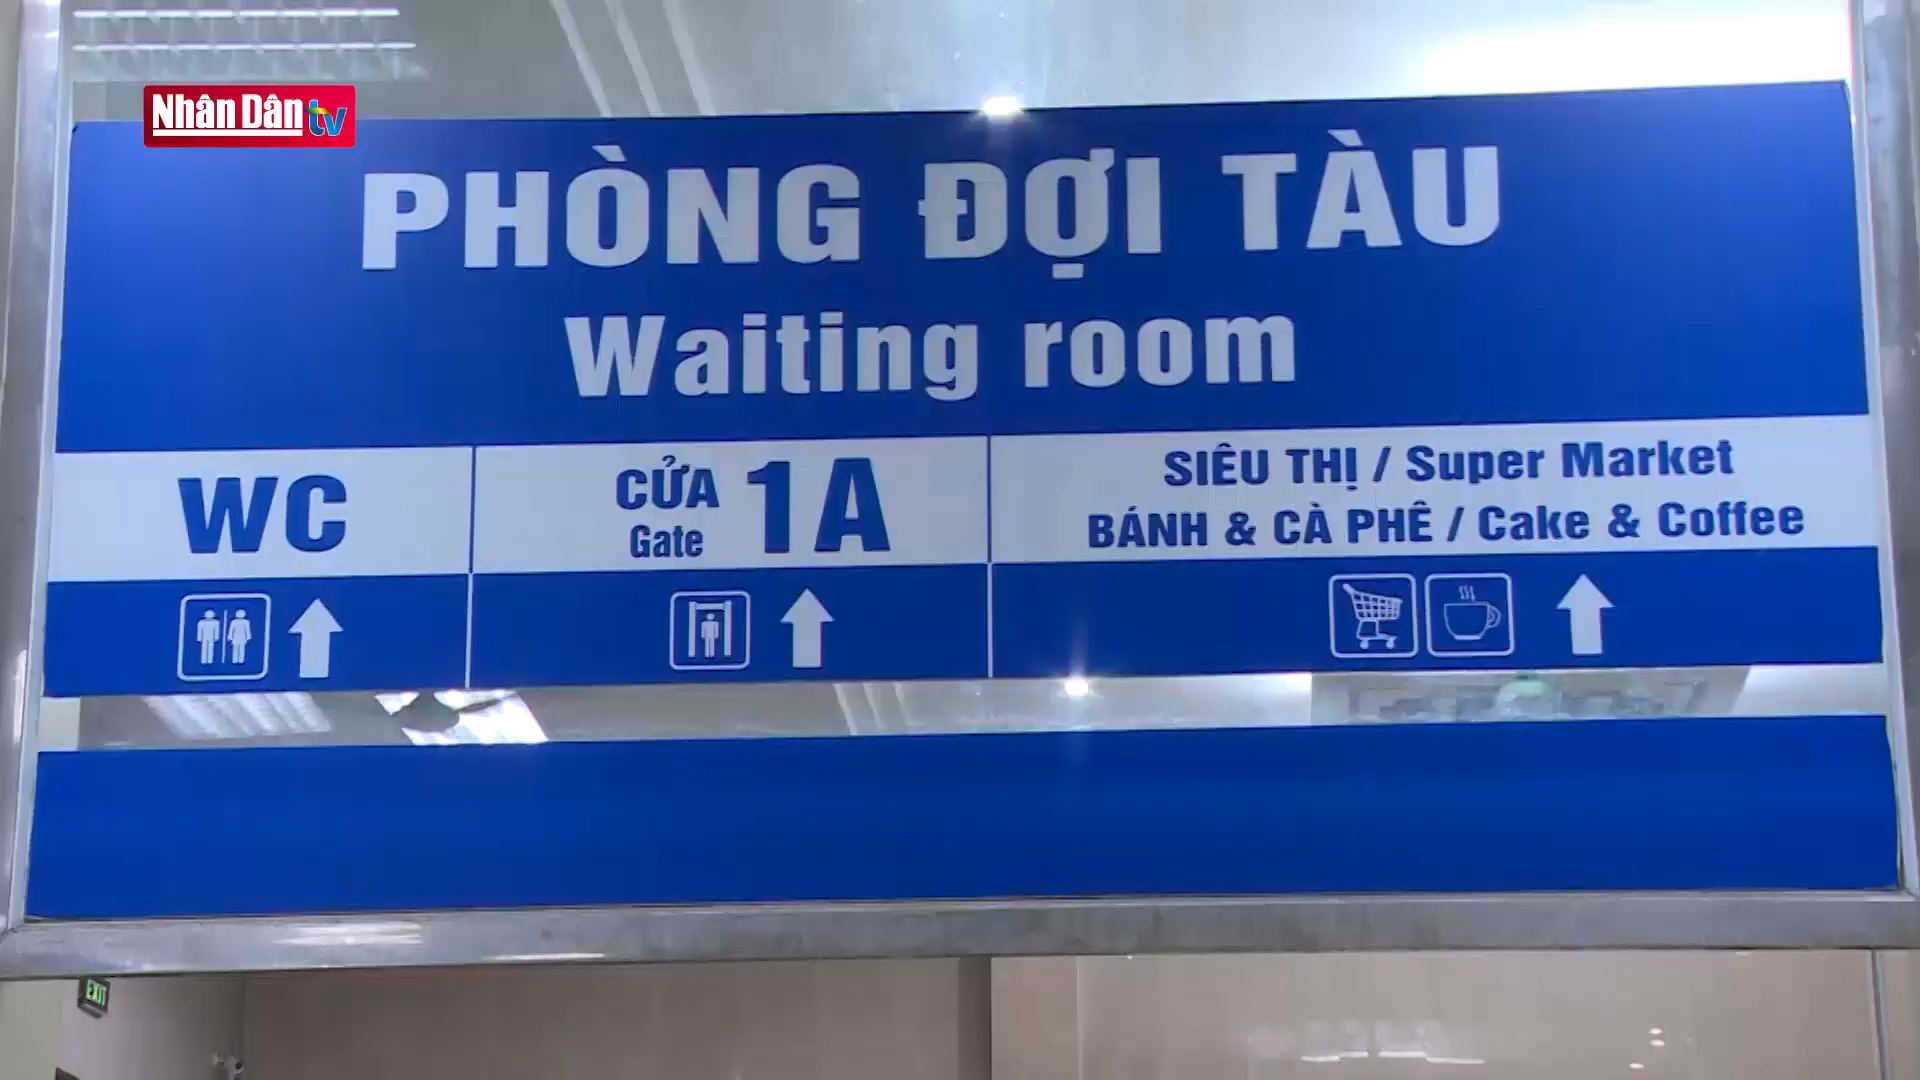 Nhân Dân tv
PHÒNG ĐỢI TÀU
Waiting room
WC
CỬA 1A
Gate
SIÊU THỊ / Super Market
BÁNH & CÀ PHÊ / Cake & Coffee
EXIT